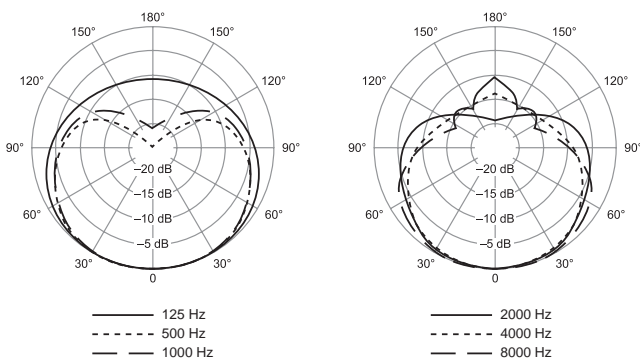 180°
150° 150°
120° 120°
90° 90°
60° 60°
30° 30°
0
–20 dB
–15 dB
–10 dB
–5 dB
125 Hz
500 Hz
1000 Hz
180°
150° 150°
120° 120°
90° 90°
60° 60°
30° 30°
0
–20 dB
–15 dB
–10 dB
–5 dB
2000 Hz
4000 Hz
8000 Hz